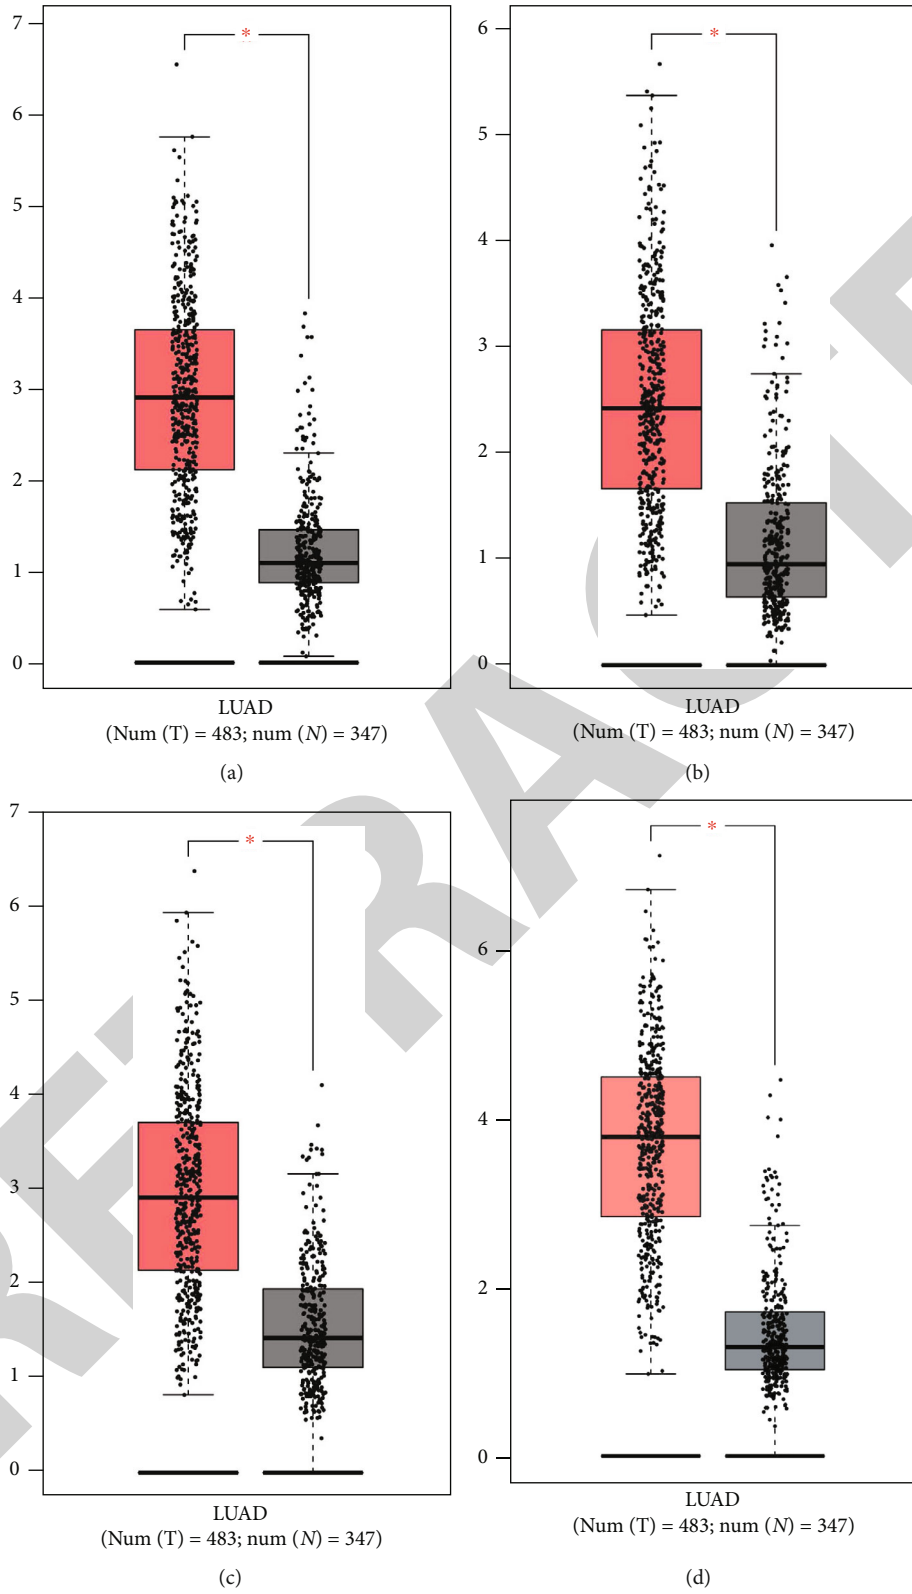 7
6
5
4
3
2
1
0
*
LUAD
(Num (T) = 483; num (N) = 347)
(a)
6
5
4
3
2
1
0
*
LUAD
(Num (T) = 483; num (N) = 347)
(b)
7
6
5
4
3
2
1
0
*
LUAD
(Num (T) = 483; num (N) = 347)
(c)
6
4
2
0
*
LUAD
(Num (T) = 483; num (N) = 347)
(d)